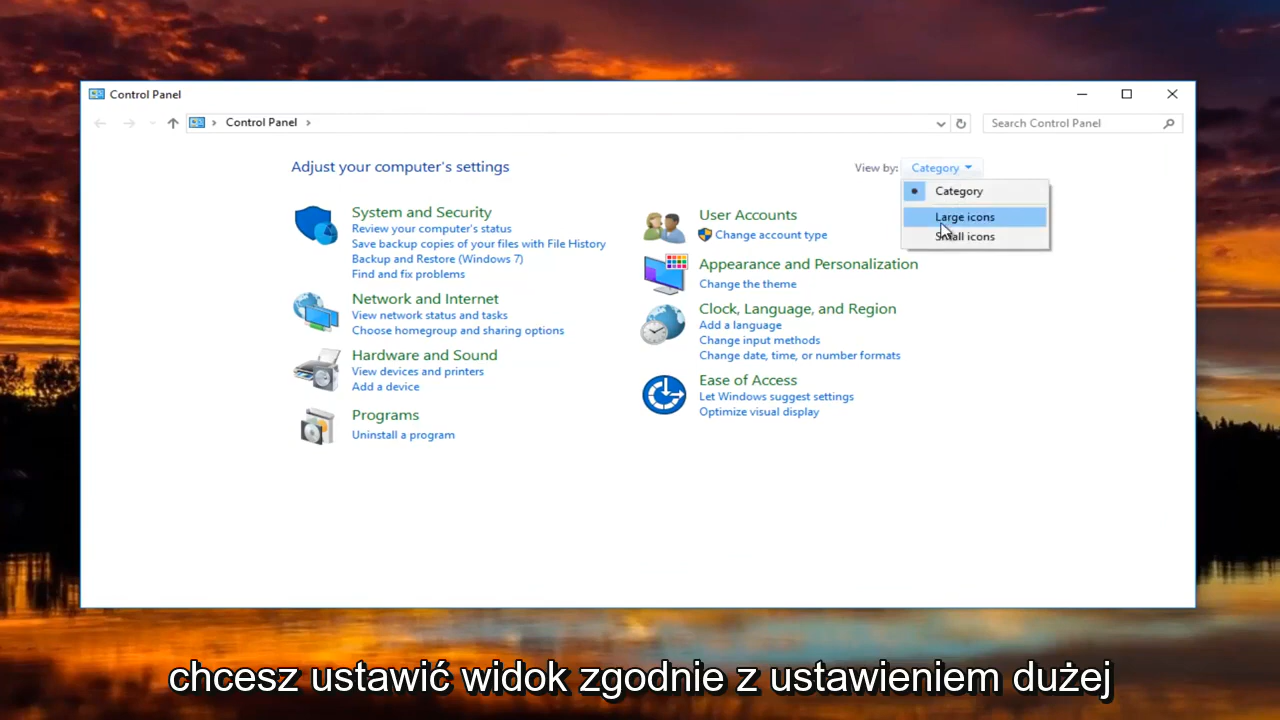 Control Panel
Control Panel
Search Control Panel
Adjust your computer's settings
View by: Category
Category
Large icons
Small icons
System and Security
Review your computer's status
Save backup copies of your files with File History
Backup and Restore (Windows 7)
Find and fix problems
Network and Internet
View network status and tasks
Choose homegroup and sharing options
Hardware and Sound
View devices and printers
Add a device
Programs
Uninstall a program
User Accounts
Change account type
Appearance and Personalization
Change the theme
Clock, Language, and Region
Add a language
Change input methods
Change date, time, or number formats
Ease of Access
Let Windows suggest settings
Optimize visual display
chcesz ustawić widok zgodnie z ustawieniem dużej